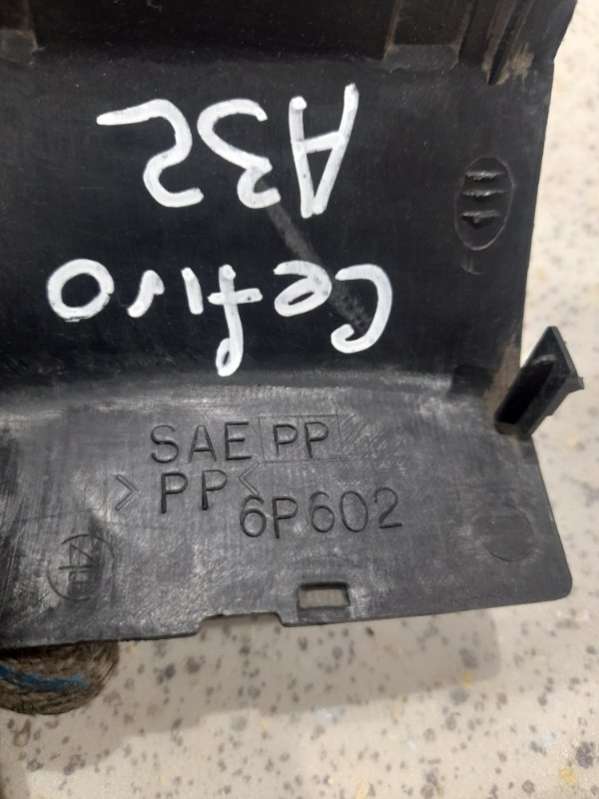 Cefiro
A32
SAE PP
>PP<
6P602